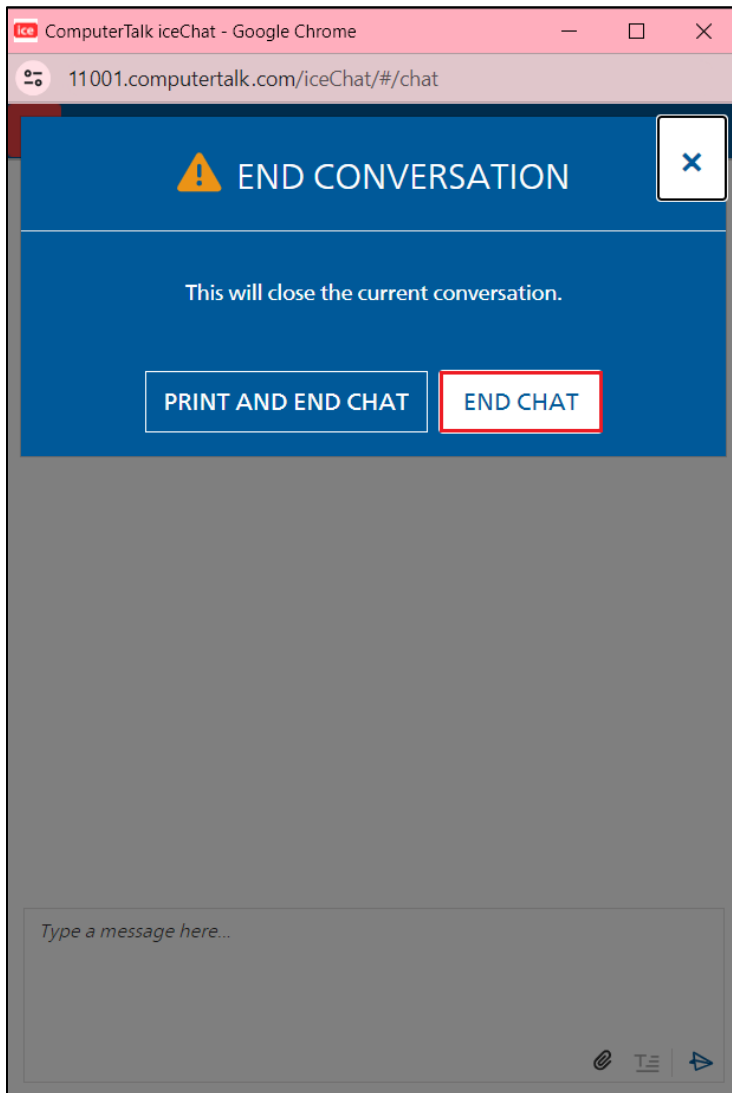 ice ComputerTalk iceChat - Google Chrome
11001.computertalk.com/iceChat/#/chat
END CONVERSATION
This will close the current conversation.
PRINT AND END CHAT END CHAT
Type a message here...